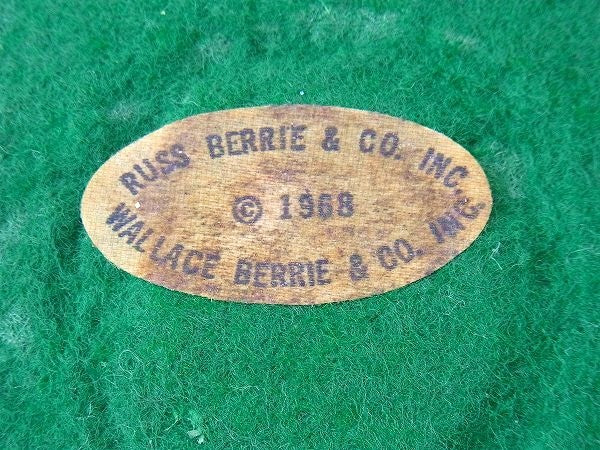 RUSS BERRIE & CO. INC.
© 1968
WALLACE BERRIE & CO. INC.